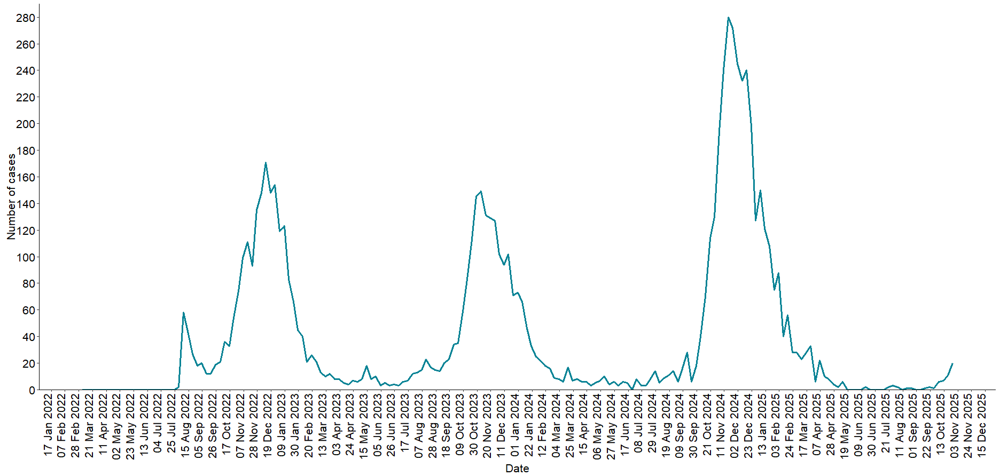 280
260
240
220
200
180
160
140
120
100
80
60
40
20
0
Number of cases
17 Jan 2022
07 Feb 2022
28 Feb 2022
21 Mar 2022
11 Apr 2022
02 May 2022
23 May 2022
13 Jun 2022
04 Jul 2022
25 Jul 2022
15 Aug 2022
05 Sep 2022
26 Sep 2022
17 Oct 2022
07 Nov 2022
28 Nov 2022
19 Dec 2022
09 Jan 2023
30 Jan 2023
20 Feb 2023
13 Mar 2023
03 Apr 2023
24 Apr 2023
15 May 2023
05 Jun 2023
26 Jun 2023
17 Jul 2023
07 Aug 2023
28 Aug 2023
18 Sep 2023
09 Oct 2023
30 Oct 2023
20 Nov 2023
11 Dec 2023
01 Jan 2024
22 Jan 2024
12 Feb 2024
04 Mar 2024
25 Mar 2024
15 Apr 2024
06 May 2024
27 May 2024
17 Jun 2024
08 Jul 2024
29 Jul 2024
19 Aug 2024
09 Sep 2024
30 Sep 2024
21 Oct 2024
11 Nov 2024
02 Dec 2024
23 Dec 2024
13 Jan 2025
03 Feb 2025
24 Feb 2025
17 Mar 2025
07 Apr 2025
28 Apr 2025
19 May 2025
09 Jun 2025
30 Jun 2025
21 Jul 2025
11 Aug 2025
01 Sep 2025
22 Sep 2025
13 Oct 2025
03 Nov 2025
24 Nov 2025
15 Dec 2025
Date